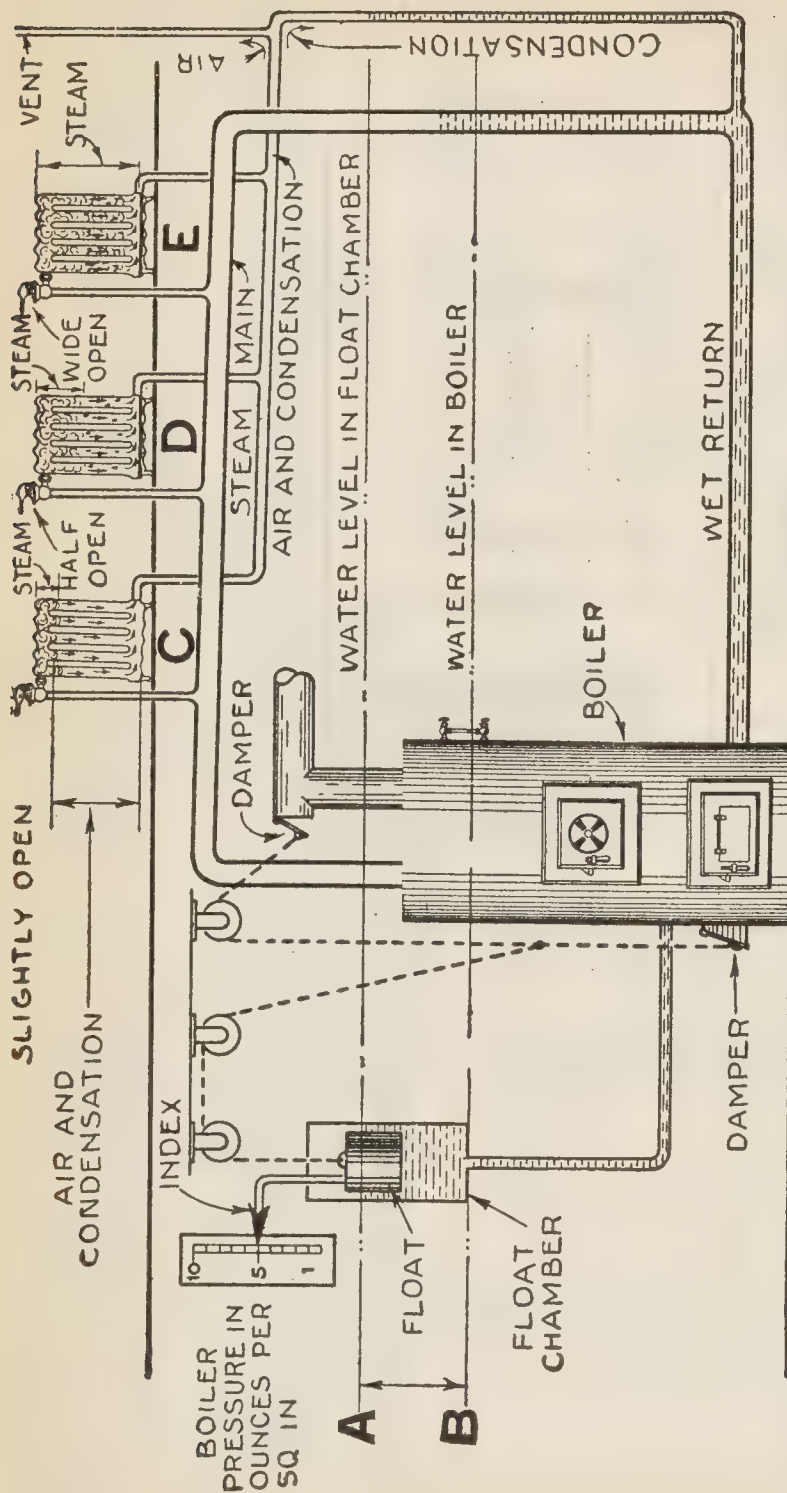 SLIGHTLY OPEN
STEAM
HALF
OPEN
STEAM
WIDE
OPEN
VENT
STEAM
AIR AND
CONDENSATION
C
D
E
AIR
INDEX
BOILER
PRESSURE IN
OUNCES PER
SQ IN
10
5
1
DAMPER
STEAM
MAIN
AIR AND CONDENSATION
CONDENSATION
A
WATER LEVEL IN FLOAT CHAMBER
FLOAT
B
WATER LEVEL IN BOILER
FLOAT
CHAMBER
BOILER
WET RETURN
DAMPER